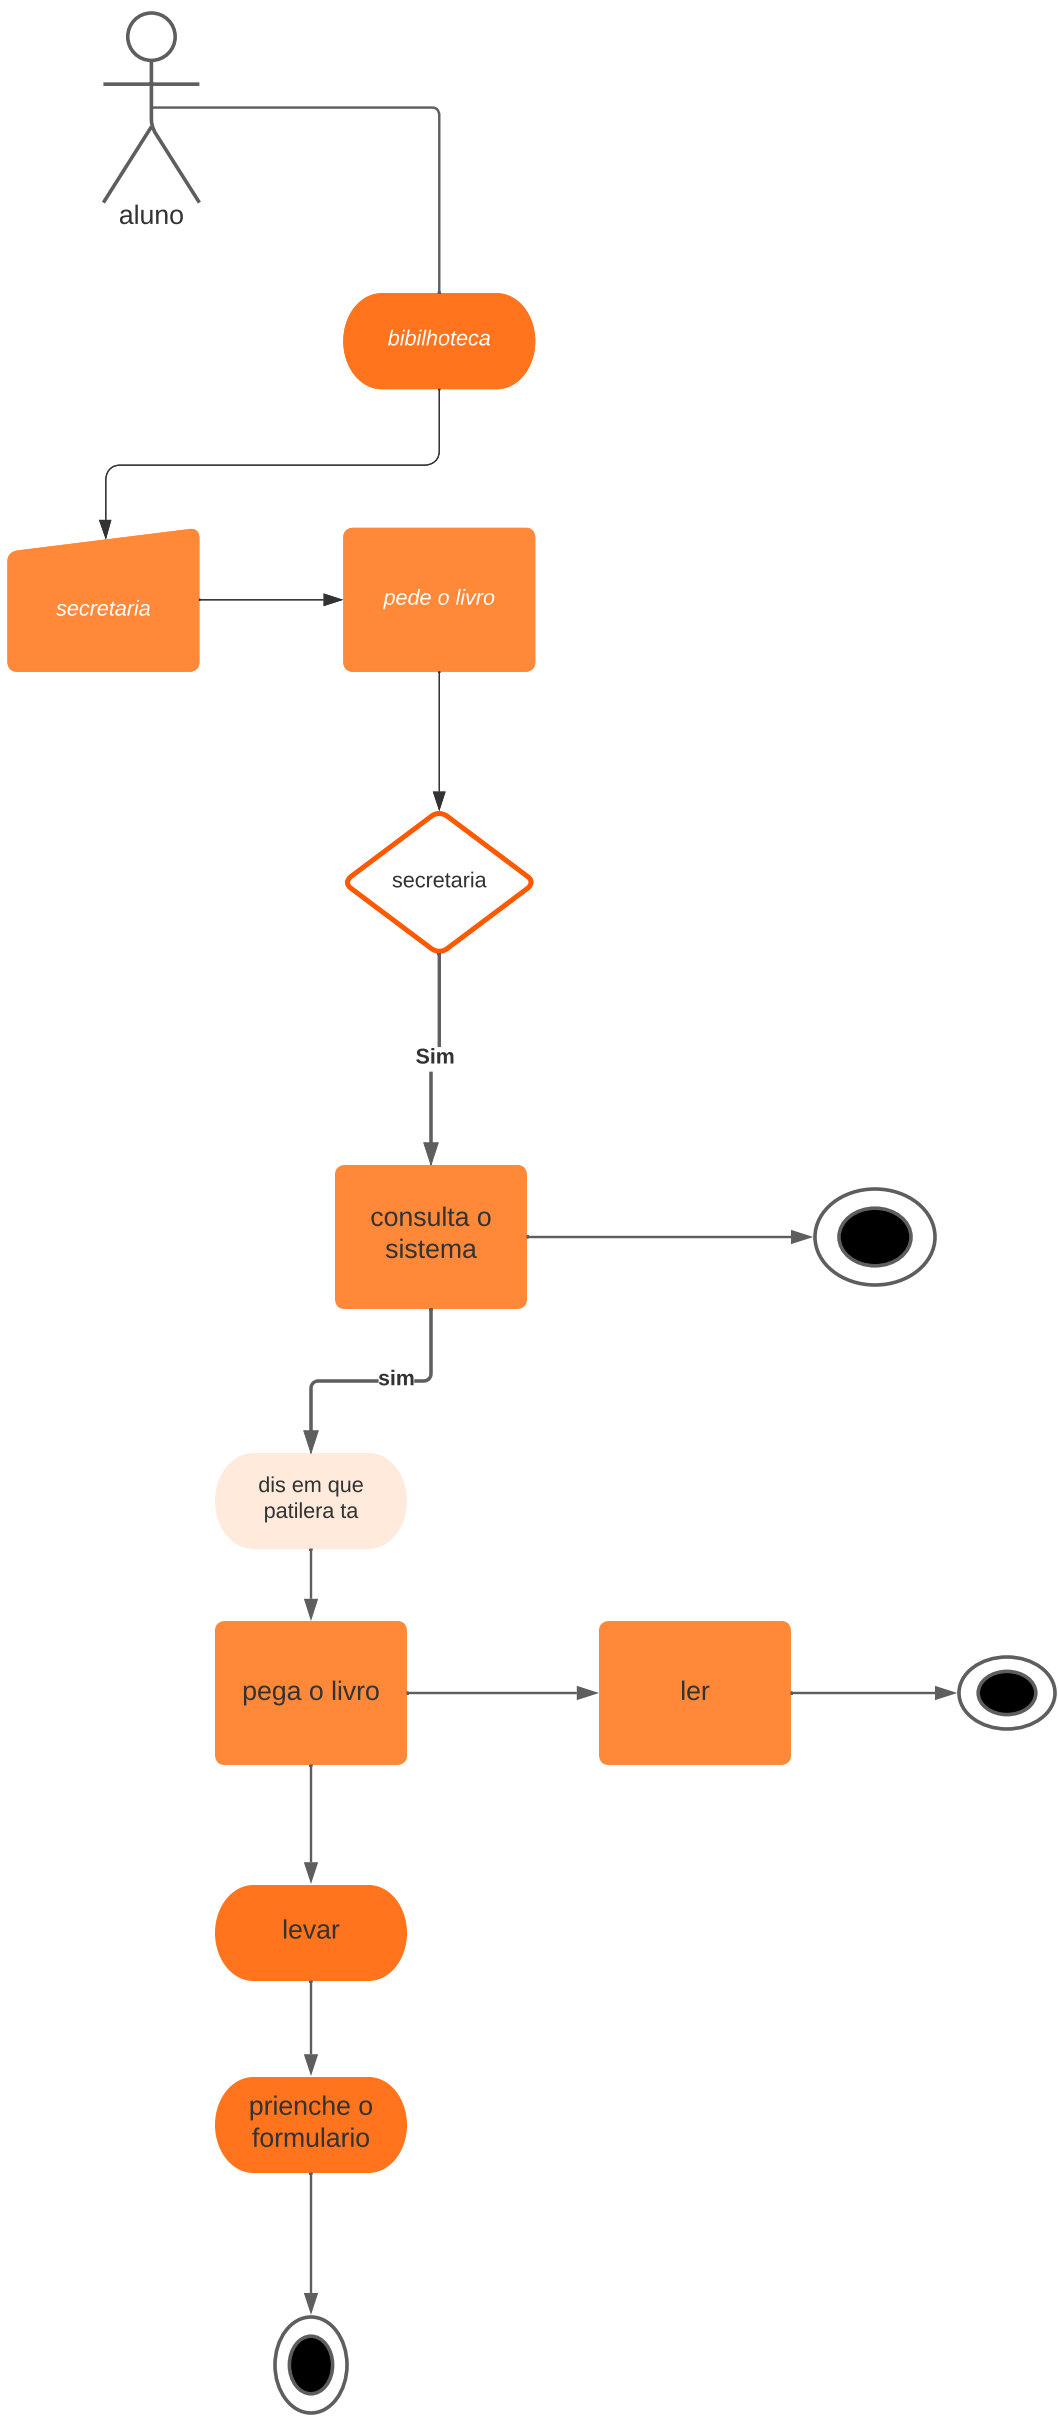 aluno
bibilhoteca
secretaria
pede o livro
secretaria
Sim
consulta o
sistema
sim
dis em que
patilera ta
pega o livro
ler
levar
prienche o
formulario